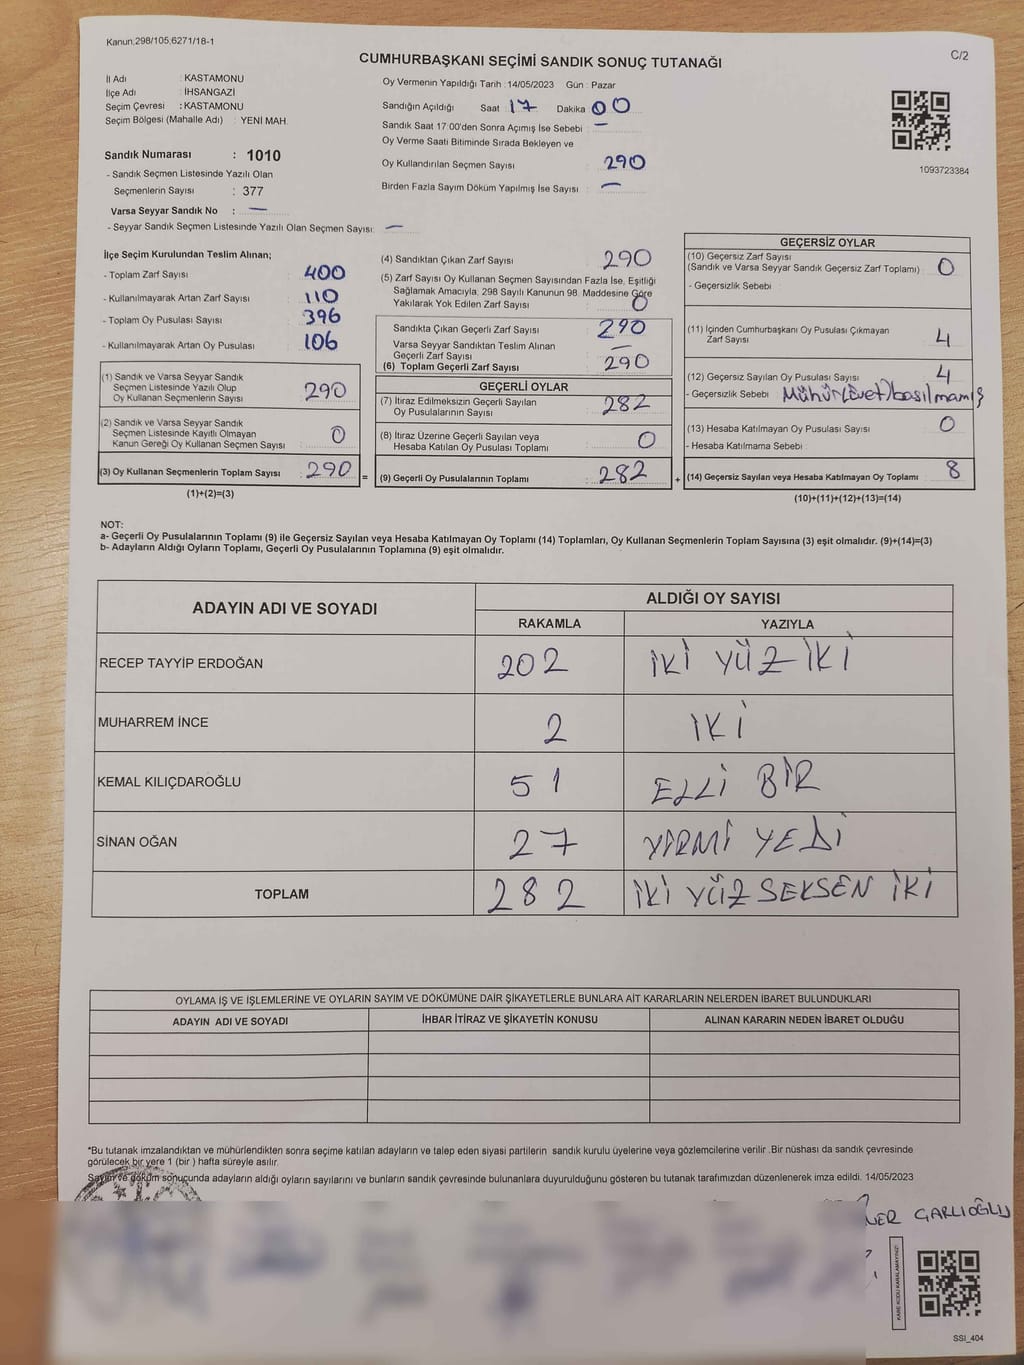 Kanun,298/105,6271/18-1
C/2
CUMHURBAŞKANI SEÇİMİ SANDIK SONUÇ TUTANAĞI
İl Adı : KASTAMONU
İlçe Adı : İHSANGAZİ
Seçim Çevresi : KASTAMONU
Seçim Bölgesi (Mahalle Adı) : YENİ MAH.
Sandık Numarası : 1010
- Sandık Seçmen Listesinde Yazılı Olan
Seçmenlerin Sayısı : 377
Varsa Seyyar Sandık No : —
- Seyyar Sandık Seçmen Listesinde Yazılı Olan Seçmen Sayısı: —
Oy Vermenin Yapıldığı Tarih : 14/05/2023 Gün : Pazar
Sandığın Açıldığı Saat 17 Dakika 00
Sandık Saat 17:00'den Sonra Açımış İse Sebebi : —
Oy Verme Saati Bitiminde Sırada Bekleyen ve
Oy Kullandırılan Seçmen Sayısı : 290
Birden Fazla Sayım Döküm Yapılmış İse Sayısı : —
1093723384
İlçe Seçim Kurulundan Teslim Alınan;
- Toplam Zarf Sayısı : 400
- Kullanılmayarak Artan Zarf Sayısı : 110
- Toplam Oy Pusulası Sayısı : 396
- Kullanılmayarak Artan Oy Pusulası : 106
(1) Sandık ve Varsa Seyyar Sandık
Seçmen Listesinde Yazılı Olup
Oy Kullanan Seçmenlerin Sayısı : 290
(2) Sandık ve Varsa Seyyar Sandık
Seçmen Listesinde Kayıtlı Olmayan
Kanun Gereği Oy Kullanan Seçmen Sayısı : 0
(3) Oy Kullanan Seçmenlerin Toplam Sayısı : 290 =
(1)+(2)=(3)
(4) Sandıktan Çıkan Zarf Sayısı : 290
(5) Zarf Sayısı Oy Kullanan Seçmen Sayısından Fazla İse, Eşitliği
Sağlamak Amacıyla, 298 Sayılı Kanunun 98. Maddesine Göre
Yakılarak Yok Edilen Zarf Sayısı : 0
Sandıkta Çıkan Geçerli Zarf Sayısı : 290
Varsa Seyyar Sandıktan Teslim Alınan
Geçerli Zarf Sayısı : —
(6) Toplam Geçerli Zarf Sayısı : 290
GEÇERLİ OYLAR
(7) İtiraz Edilmeksizin Geçerli Sayılan
Oy Pusulalarının Sayısı : 282
(8) İtiraz Üzerine Geçerli Sayılan veya
Hesaba Katılan Oy Pusulası Toplamı : 0
(9) Geçerli Oy Pusulalarının Toplamı : 282 +
GEÇERSİZ OYLAR
(10) Geçersiz Zarf Sayısı
(Sandık ve Varsa Seyyar Sandık Geçersiz Zarf Toplamı) : 0
- Geçersizlik Sebebi :
(11) İçinden Cumhurbaşkanı Oy Pusulası Çıkmayan
Zarf Sayısı : 4
(12) Geçersiz Sayılan Oy Pusulası Sayısı : 4
- Geçersizlik Sebebi : Mühür(Evet)basılmamış
(13) Hesaba Katılmayan Oy Pusulası Sayısı : 0
- Hesaba Katılmama Sebebi :
(14) Geçersiz Sayılan veya Hesaba Katılmayan Oy Toplamı : 8
(10)+(11)+(12)+(13)=(14)
NOT:
a- Geçerli Oy Pusulalarının Toplamı (9) ile Geçersiz Sayılan veya Hesaba Katılmayan Oy Toplamı (14) Toplamları, Oy Kullanan Seçmenlerin Toplam Sayısına (3) eşit olmalıdır. (9)+(14)=(3)
b- Adayların Aldığı Oyların Toplamı, Geçerli Oy Pusulalarının Toplamına (9) eşit olmalıdır.
ADAYIN ADI VE SOYADI ALDIĞI OY SAYISI
RAKAMLA YAZIYLA
RECEP TAYYİP ERDOĞAN 202 İKİ YÜZ İKİ
MUHARREM İNCE 2 İKİ
KEMAL KILIÇDAROĞLU 51 ELLİ BİR
SİNAN OĞAN 27 YİRMİ YEDİ
TOPLAM 282 İKİ YÜZ SEKSEN İKİ
OYLAMA İŞ VE İŞLEMLERİNE VE OYLARIN SAYIM VE DÖKÜMÜNE DAİR ŞİKAYETLERLE BUNLARA AİT KARARLARIN NELERDEN İBARET BULUNDUKLARI
ADAYIN ADI VE SOYADI İHBAR İTİRAZ VE ŞİKAYETİN KONUSU ALINAN KARARIN NEDEN İBARET OLDUĞU
*Bu tutanak imzalandıktan ve mühürlendikten sonra seçime katılan adayların ve talep eden siyasi partilerin sandık kurulu üyelerine ve gözlemcilerine verilir .Bir nüshası da sandık çevresinde
görülecek bir yere 1 (bir ) hafta süreyle asılır.
Sayım ve döküm sonucunda adayların aldığı oyların sayılarını ve bunların sandık çevresinde bulunanlara duyurulduğunu gösteren bu tutanak tarafımızdan düzenlenerek imza edildi. 14/05/2023
GARLIOĞLU
KARE KODU KARALAMAYINIZ!
SSI_404